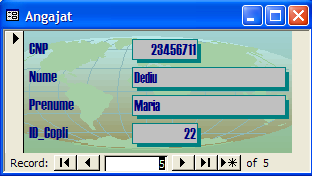 Angajat
CNP 23456711
Nume Dediu
Prenume Maria
ID_Copii 22
Record: 5 of 5